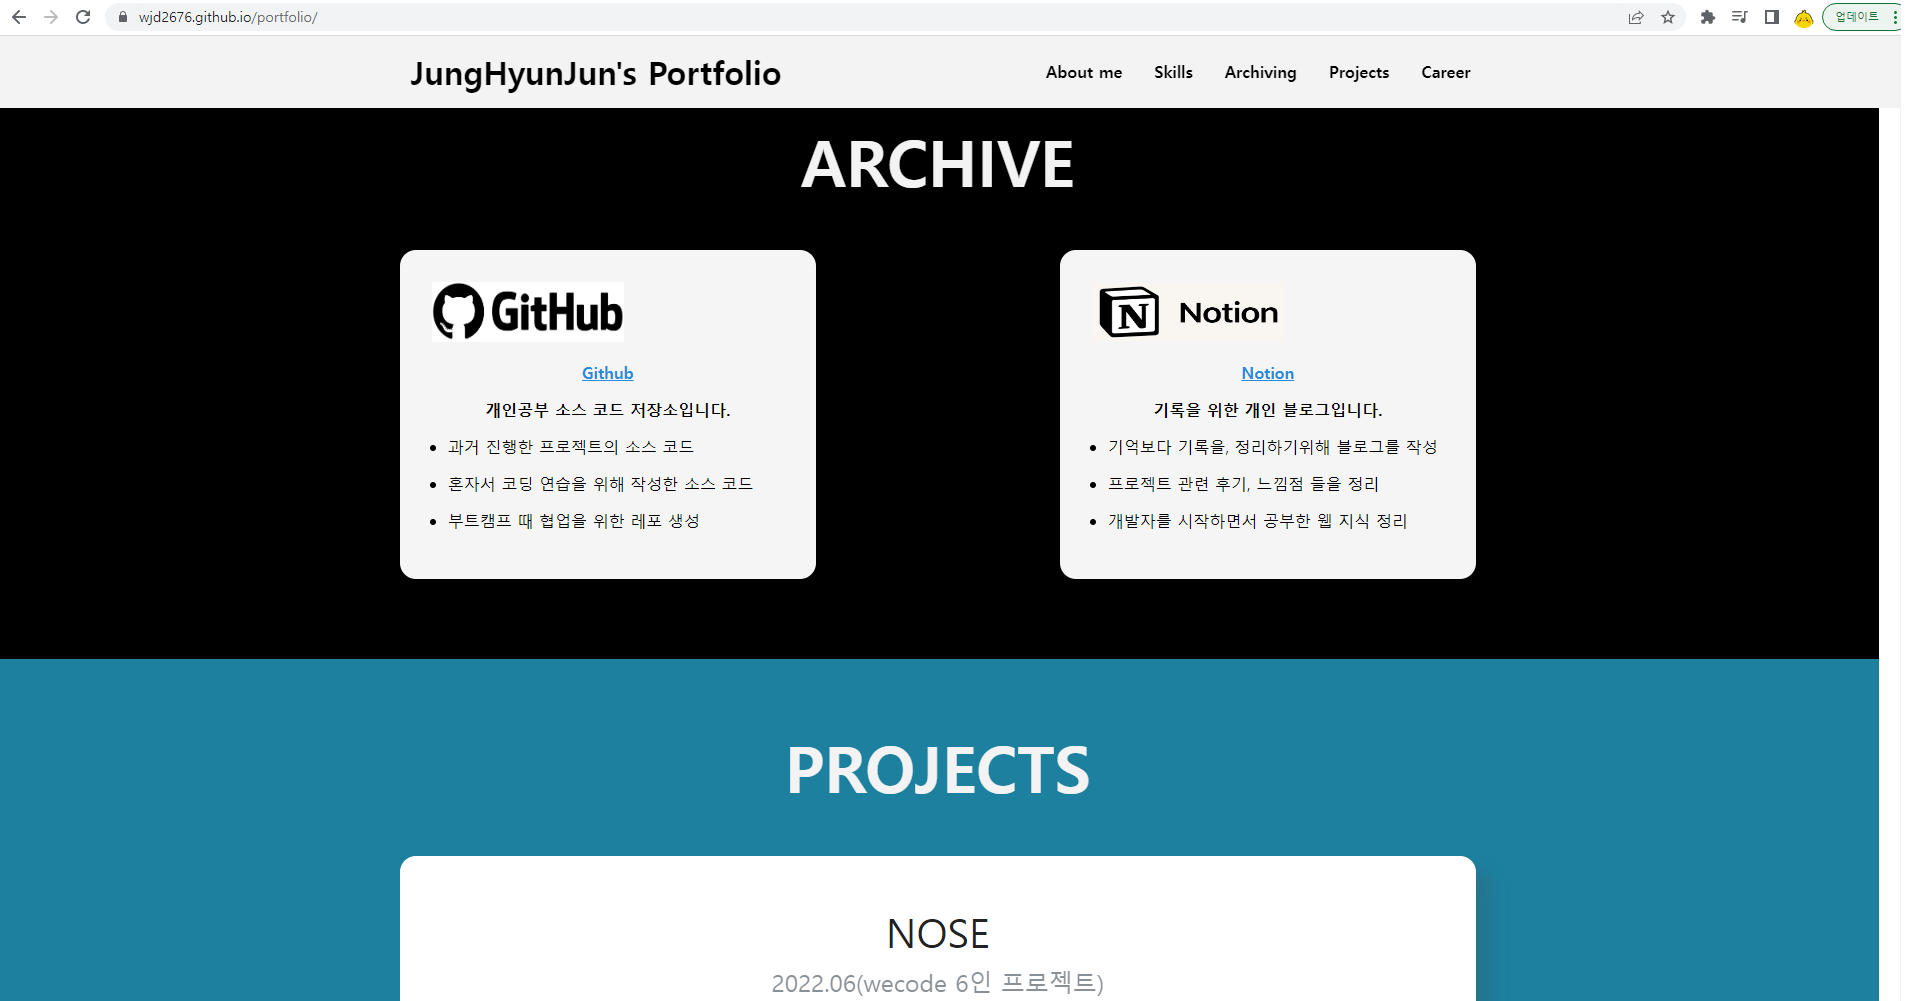 wjd2676.github.io/portfolio/
업데이트
JungHyunJun's Portfolio
About me Skills Archiving Projects Career
ARCHIVE
GitHub
Github
개인공부 소스 코드 저장소입니다.
과거 진행한 프로젝트의 소스 코드
혼자서 코딩 연습을 위해 작성한 소스 코드
부트캠프 때 협업을 위한 레포 생성
N Notion
Notion
기록을 위한 개인 블로그입니다.
기억보다 기록을, 정리하기위해 블로그를 작성
프로젝트 관련 후기, 느낌점 들을 정리
개발자를 시작하면서 공부한 웹 지식 정리
PROJECTS
NOSE
2022.06(wecode 6인 프로젝트)